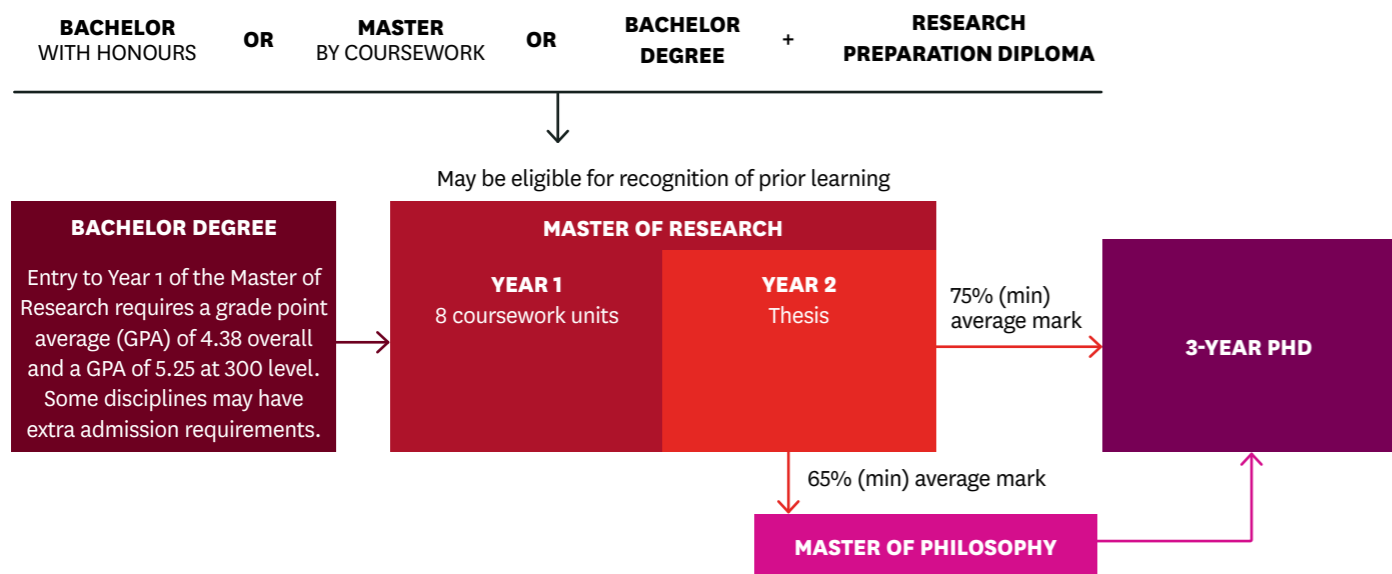 BACHELOR
WITH HONOURS
OR
MASTER
BY COURSEWORK
OR
BACHELOR
DEGREE
+
RESEARCH
PREPARATION DIPLOMA
May be eligible for recognition of prior learning
BACHELOR DEGREE
Entry to Year 1 of the Master of
Research requires a grade point
average (GPA) of 4.38 overall
and a GPA of 5.25 at 300 level.
Some disciplines may have
extra admission requirements.
MASTER OF RESEARCH
YEAR 1
8 coursework units
YEAR 2
Thesis
75% (min)
average mark
3-YEAR PHD
65% (min) average mark
MASTER OF PHILOSOPHY